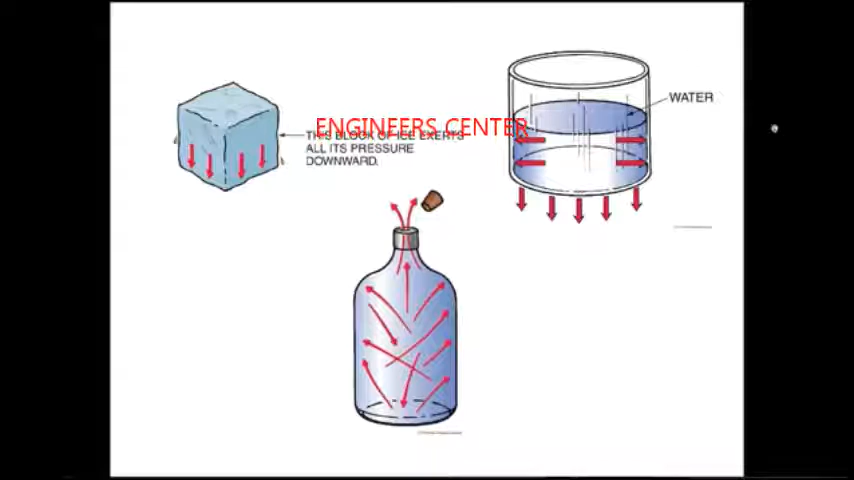 ENGINEERS CENTER
THIS BLOCK OF ICE EXERTS
ALL ITS PRESSURE
DOWNWARD.
WATER